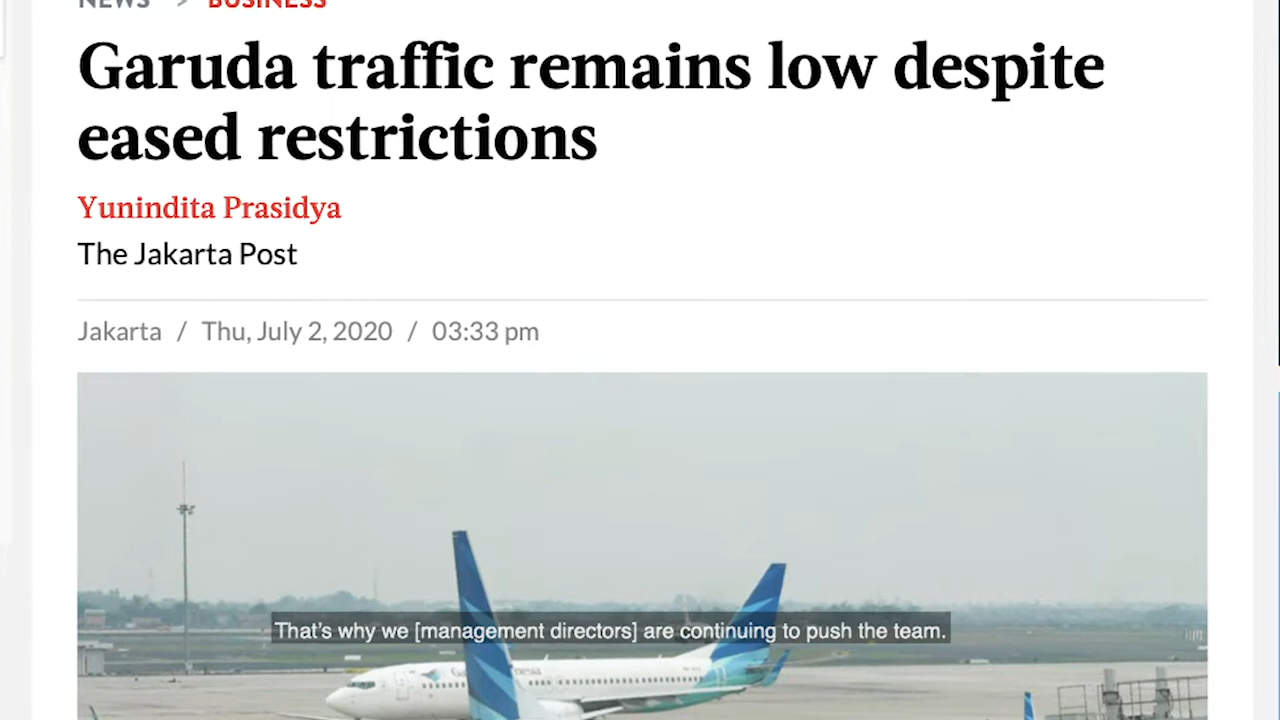 NEWS > BUSINESS
Garuda traffic remains low despite
eased restrictions
Yunindita Prasidya
The Jakarta Post
Jakarta / Thu, July 2, 2020 / 03:33 pm
That's why we [management directors] are continuing to push the team.